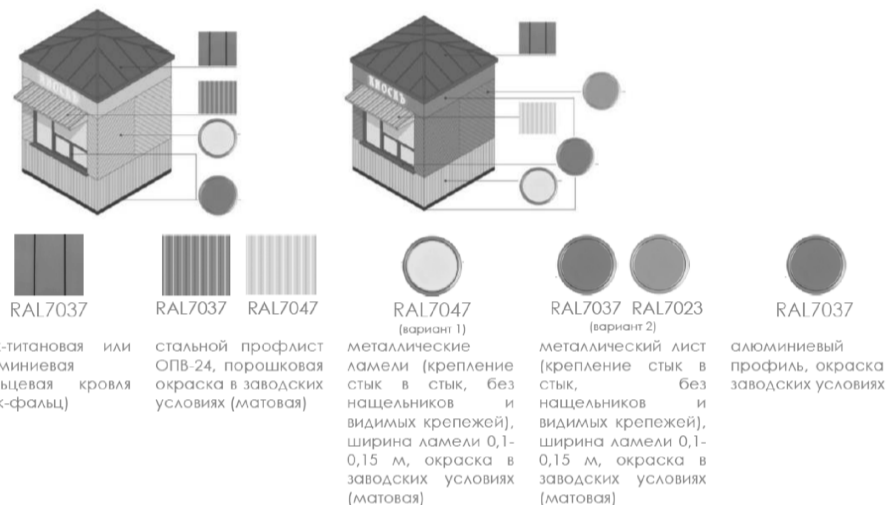 КИОСКЪ
КИОСКЪ
RAL7037
к-титановая или
миниевая
ьцевая кровля
к-фальц)
RAL7037 RAL7047
стальной профлист
ОПВ-24, порошковая
окраска в заводских
условиях (матовая)
RAL7047
(вариант 1)
металлические
ламели (крепление
стык в стык, без
нащельников и
видимых крепежей),
ширина ламели 0,1-
0,15 м, окраска в
заводских условиях
(матовая)
RAL7037 RAL7023
(вариант 2)
металлический лист
(крепление стык в
стык, без
нащельников и
видимых крепежей),
ширина ламели 0,1-
0,15 м, окраска в
заводских условиях
(матовая)
RAL7037
алюминиевый
профиль, окраска
заводских условиях